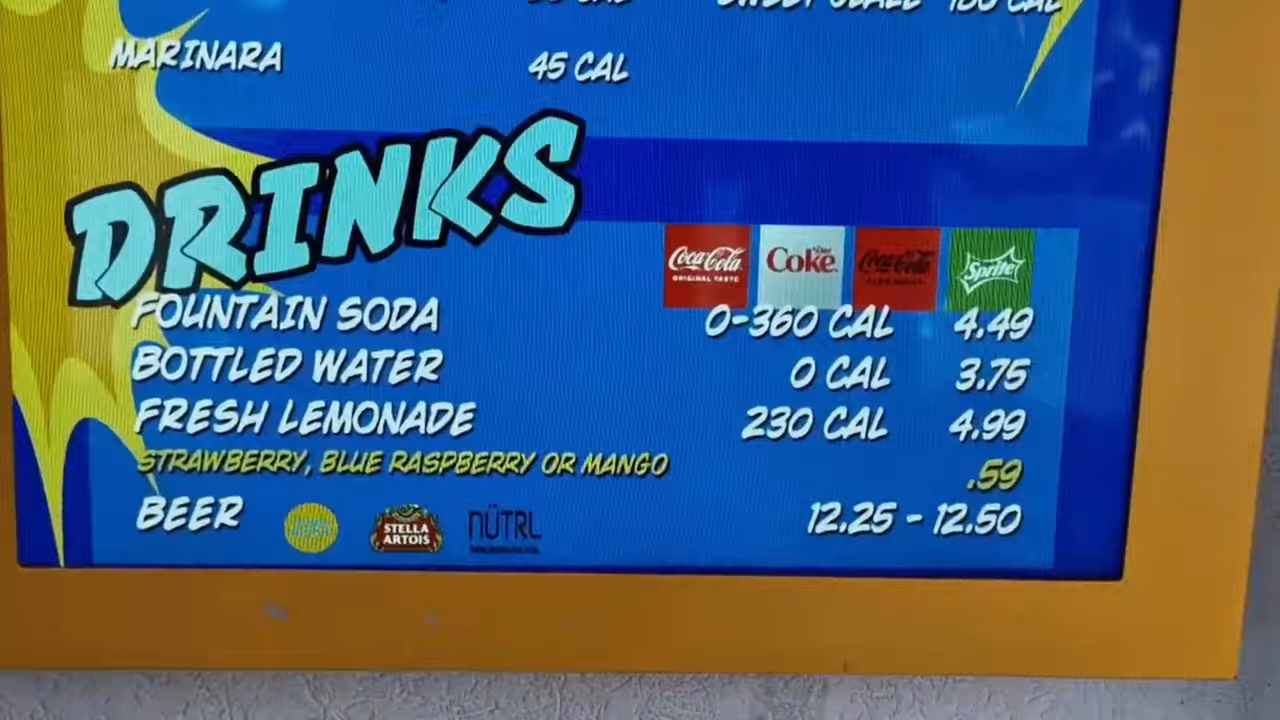 MARINARA 45 CAL
DRINKS
Coca-Cola
ORIGINAL TASTE
Diet
Coke
Coca-Cola
Sprite
FOUNTAIN SODA 0-360 CAL 4.49
BOTTLED WATER 0 CAL 3.75
FRESH LEMONADE 230 CAL 4.99
STRAWBERRY, BLUE RASPBERRY OR MANGO .59
BEER STELLA ARTOIS NÜTRL 12.25 - 12.50